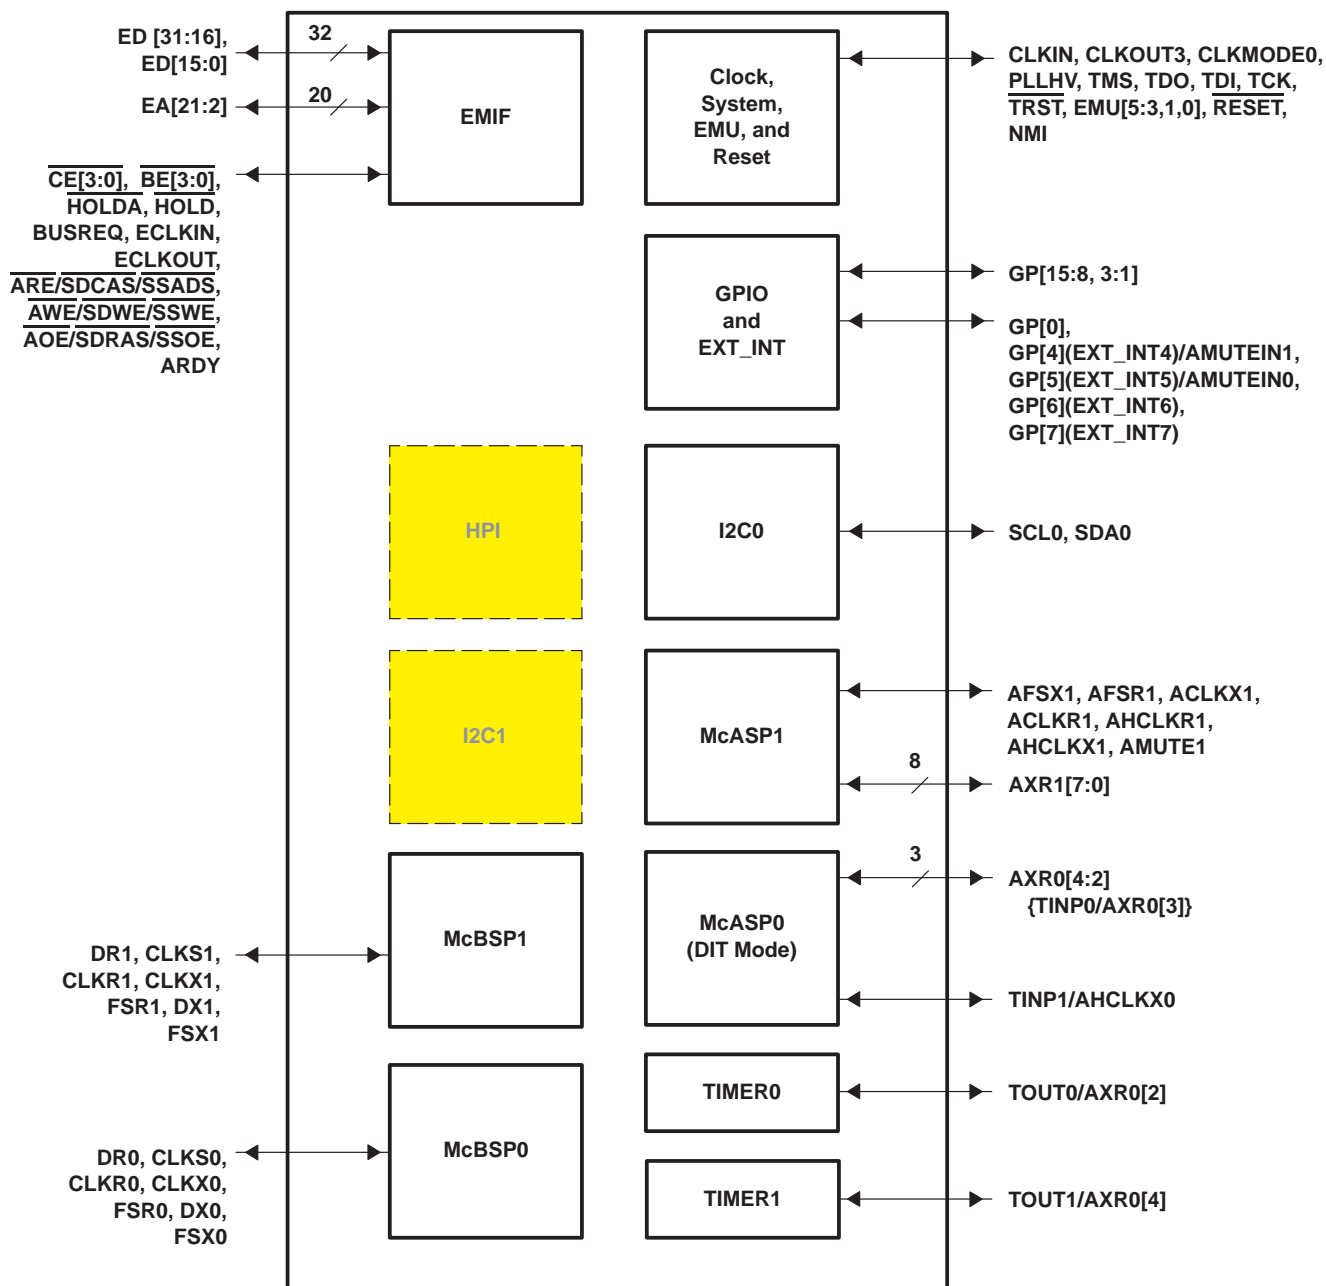 ED [31:16],
ED[15:0]
32
EA[21:2]
20
EMIF
CE[3:0], BE[3:0],
HOLDA, HOLD,
BUSREQ, ECLKIN,
ECLKOUT,
ARE/SDCAS/SSADS,
AWE/SDWE/SSWE,
AOE/SDRAS/SSOE,
ARDY
Clock,
System,
EMU, and
Reset
CLKIN, CLKOUT3, CLKMODE0,
PLLHV, TMS, TDO, TDI, TCK,
TRST, EMU[5:3,1,0], RESET,
NMI
GPIO
and
EXT_INT
GP[15:8, 3:1]
GP[0],
GP[4](EXT_INT4)/AMUTEIN1,
GP[5](EXT_INT5)/AMUTEIN0,
GP[6](EXT_INT6),
GP[7](EXT_INT7)
HPI
I2C0
SCL0, SDA0
I2C1
McASP1
AFSX1, AFSR1, ACLKX1,
ACLKR1, AHCLKR1,
AHCLKX1, AMUTE1
8
AXR1[7:0]
McBSP1
DR1, CLKS1,
CLKR1, CLKX1,
FSR1, DX1,
FSX1
McASP0
(DIT Mode)
3
AXR0[4:2]
{TINP0/AXR0[3]}
TINP1/AHCLKX0
McBSP0
DR0, CLKS0,
CLKR0, CLKX0,
FSR0, DX0,
FSX0
TIMER0
TOUT0/AXR0[2]
TIMER1
TOUT1/AXR0[4]